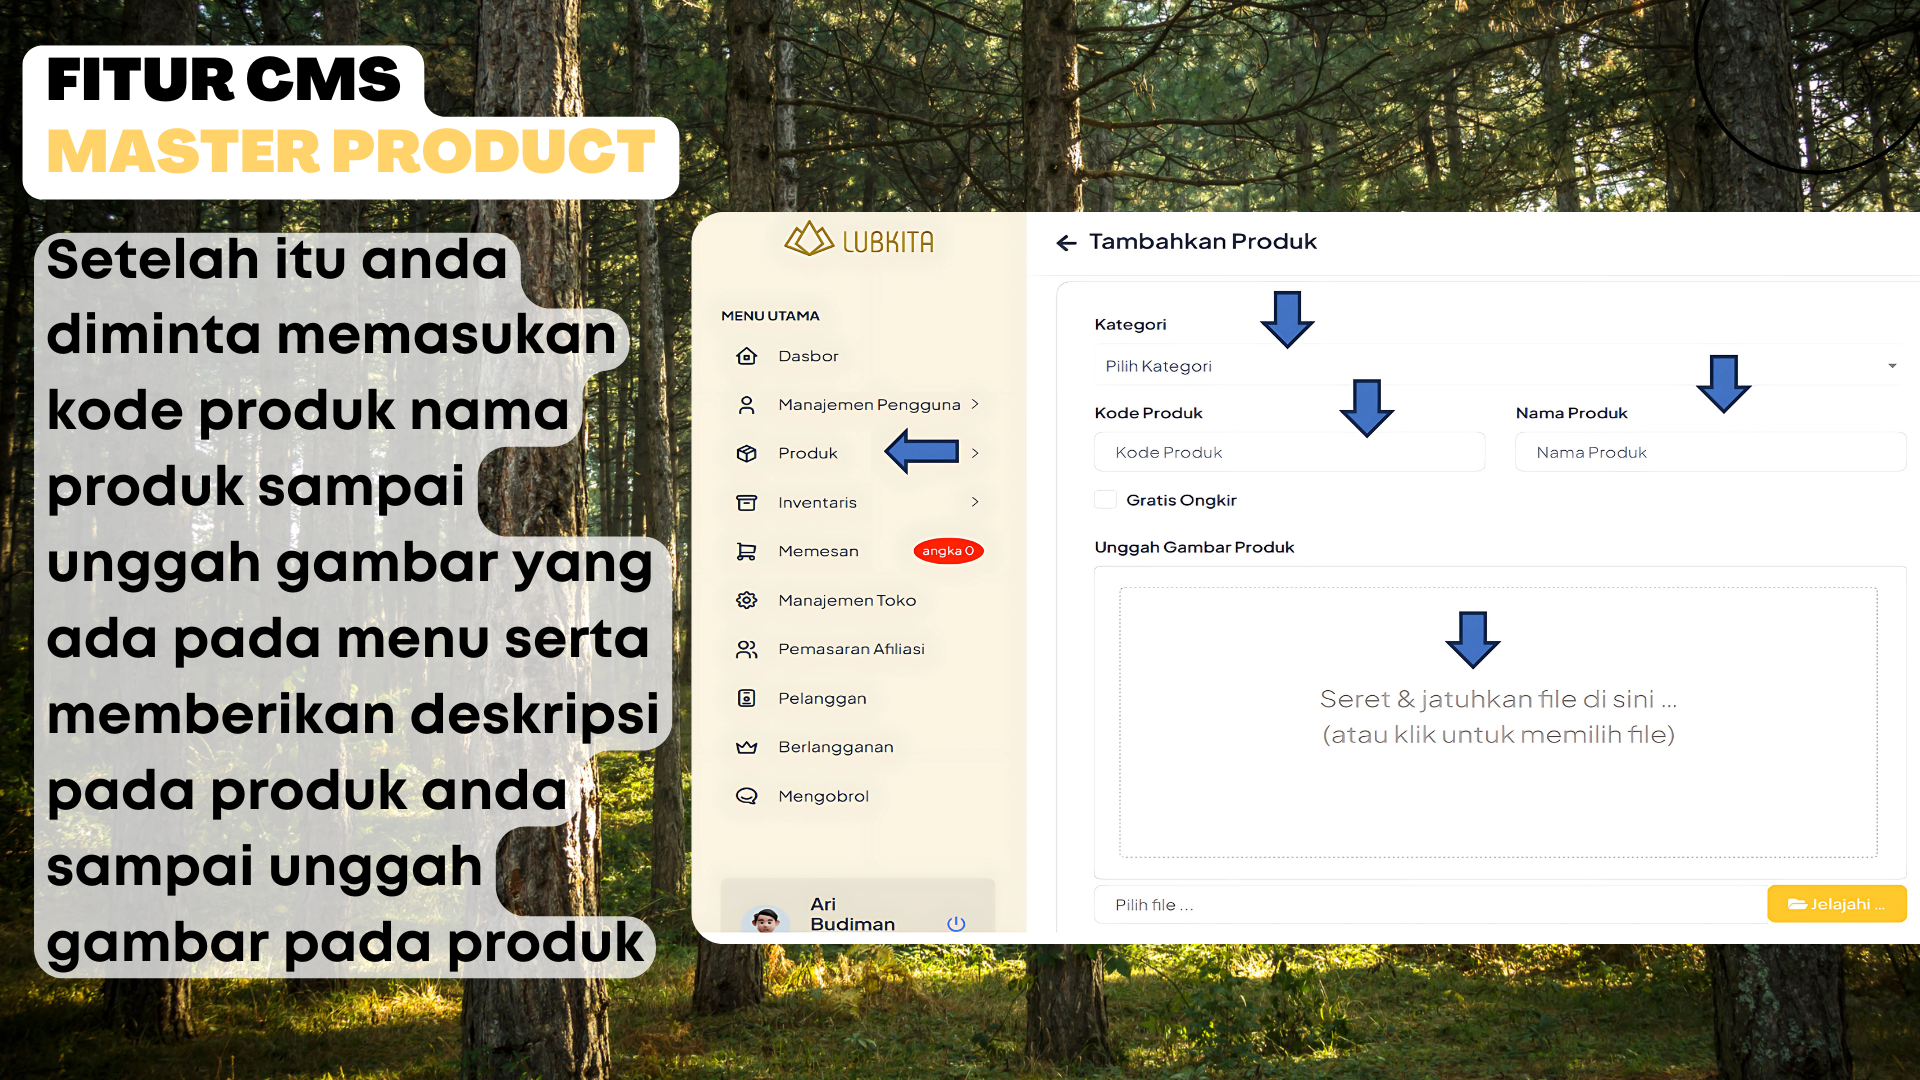 FITUR CMS
MASTER PRODUCT
Setelah itu anda
diminta memasukan
kode produk nama
produk sampai
unggah gambar yang
ada pada menu serta
memberikan deskripsi
pada produk anda
sampai unggah
gambar pada produk
LUBKITA
MENU UTAMA
Dasbor
Manajemen Pengguna
Produk
Inventaris
Memesan angka 0
Manajemen Toko
Pemasaran Afiliasi
Pelanggan
Berlangganan
Mengobrol
Ari
Budiman
Tambahkan Produk
Kategori
Pilih Kategori
Kode Produk Nama Produk
Kode Produk Nama Produk
Gratis Ongkir
Unggah Gambar Produk
Seret & jatuhkan file di sini ...
(atau klik untuk memilih file)
Pilih file ... Jelajahi ...